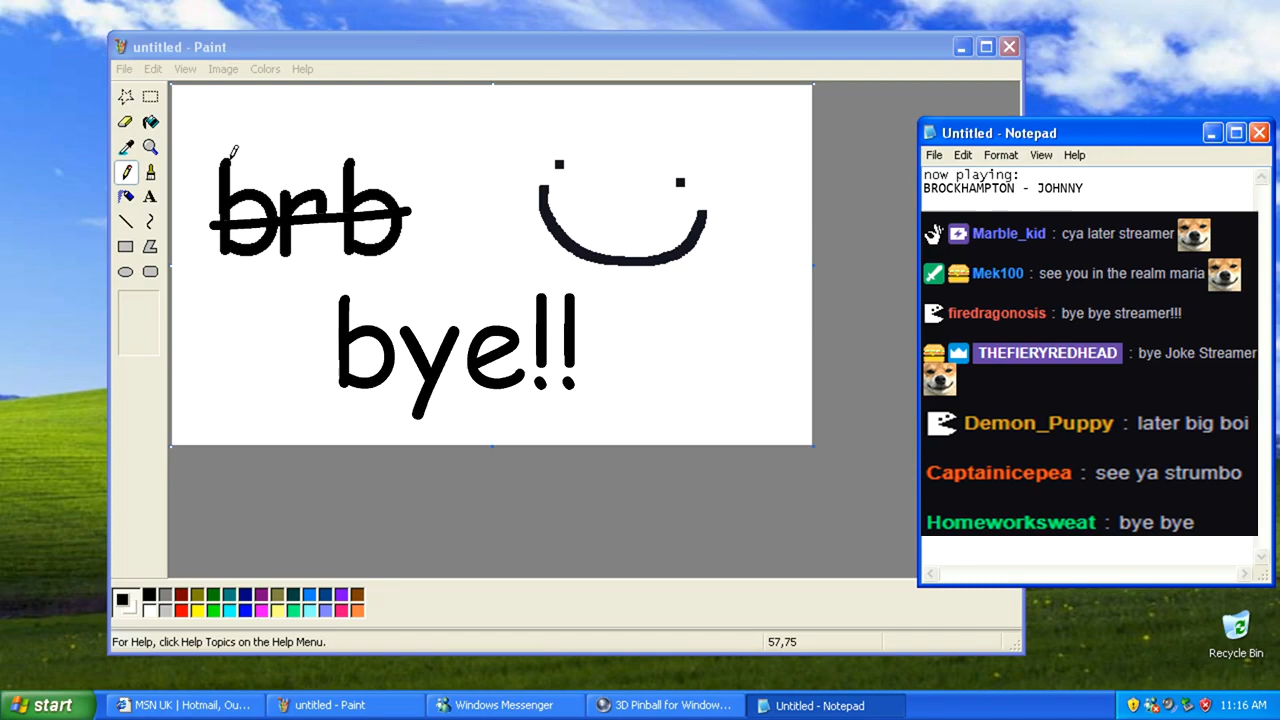 untitled - Paint
File Edit View Image Colors Help
brb
bye!!
For Help, click Help Topics on the Help Menu.
57,75
Untitled - Notepad
File Edit Format View Help
now playing:
BROCKHAMPTON - JOHNNY
Marble_kid : cya later streamer
Mek100 : see you in the realm maria
firedragonosis : bye bye streamer!!!
THEFIERYREDHEAD : bye Joke Streamer
Demon_Puppy : later big boi
Captainicepea : see ya strumbo
Homeworksweat : bye bye
Recycle Bin
start
MSN UK | Hotmail, Ou...
untitled - Paint
Windows Messenger
3D Pinball for Window...
Untitled - Notepad
11:16 AM